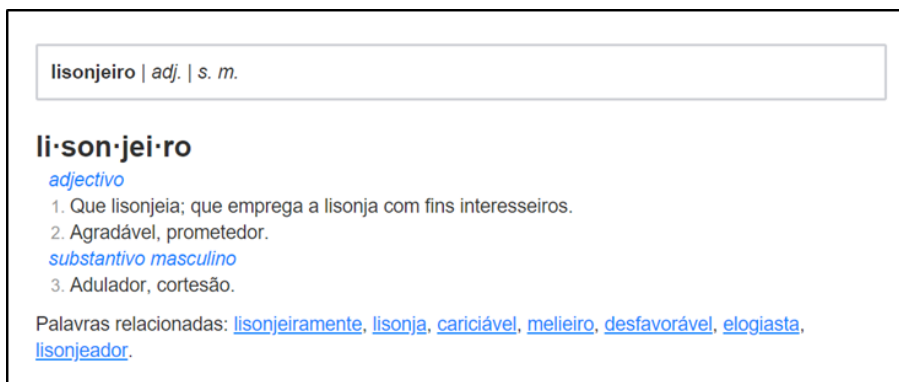 lisonjeiro | adj. | s. m.
li·son·jei·ro
adjectivo
1. Que lisonjeia; que emprega a lisonja com fins interesseiros.
2. Agradável, prometedor.
substantivo masculino
3. Adulador, cortesão.
Palavras relacionadas: lisonjeiramente, lisonja, cariciável, melieiro, desfavorável, elogiasta,
lisonjeador.